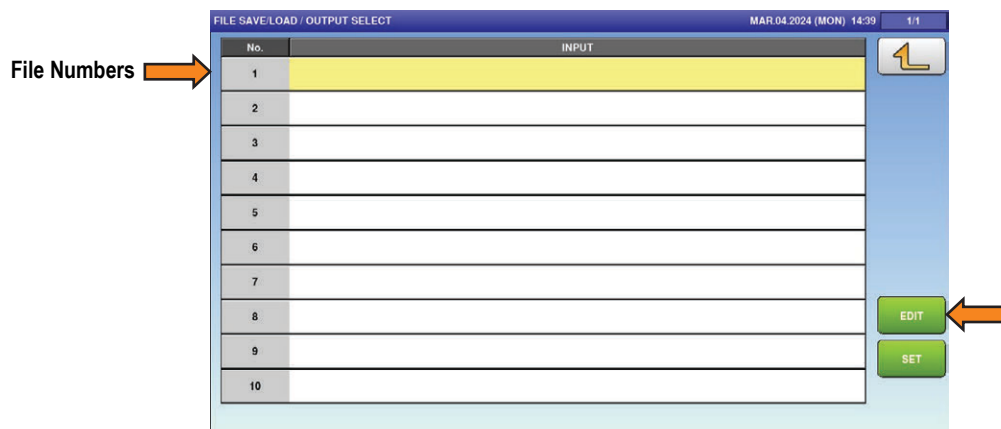 FILE SAVE/LOAD / OUTPUT SELECT MAR.04.2024 (MON) 14:39 1/1
No. INPUT
File Numbers
1
2
3
4
5
6
7
8
EDIT
9
SET
10